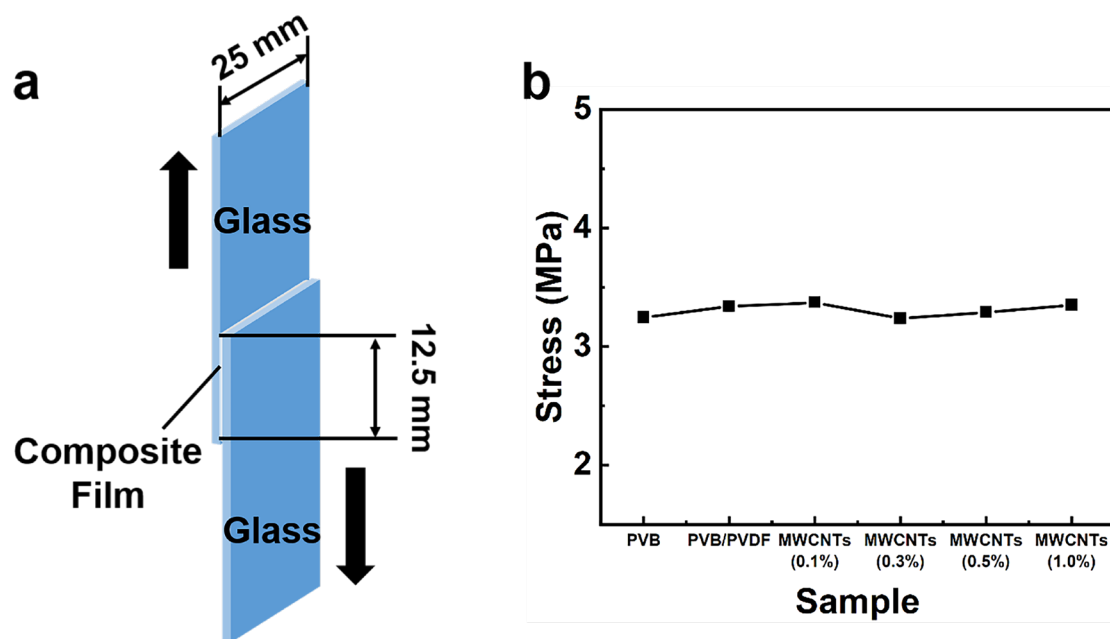 a
25 mm
Glass
12.5 mm
Composite
Film
Glass
b
Stress (MPa)
5
4
3
2
PVB PVB/PVDF MWCNTs MWCNTs MWCNTs MWCNTs
(0.1%) (0.3%) (0.5%) (1.0%)
Sample